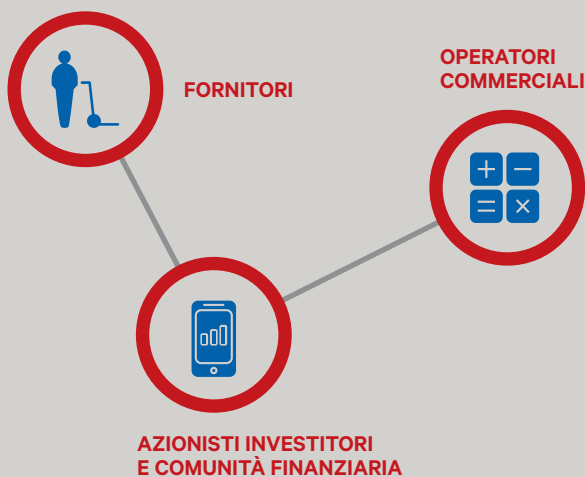 OPERATORI
COMMERCIALI
FORNITORI
AZIONISTI INVESTITORI
E COMUNITÀ FINANZIARIA